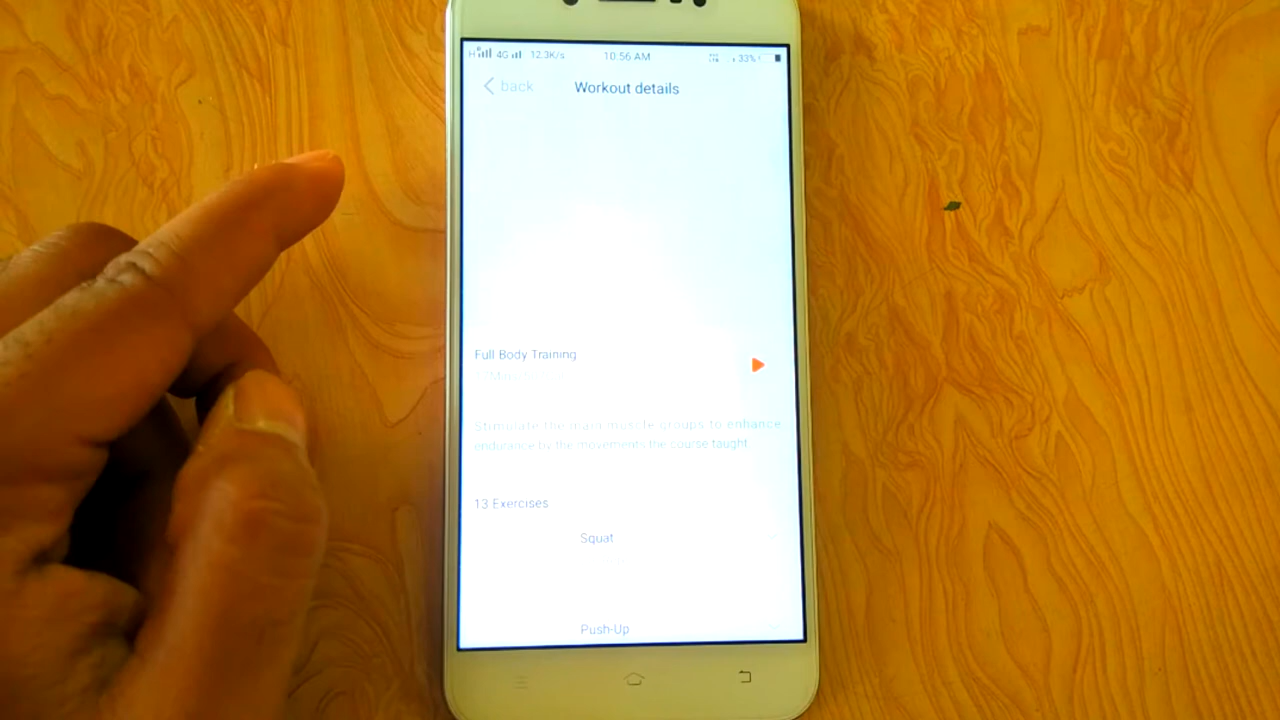 4G 12.3K/s 10:56 AM 33%
back Workout details
Full Body Training
Stimulate the main muscle groups to enhance
endurance by the movements the course taught
13 Exercises
Squat
Push-Up